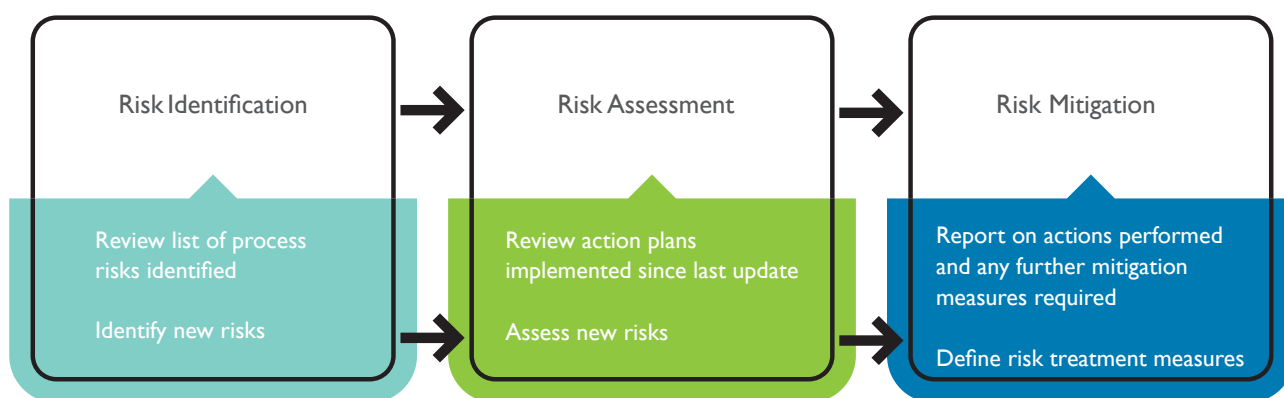 Risk Identification
Risk Assessment
Risk Mitigation
Review list of process
risks identified
Identify new risks
Review action plans
implemented since last update
Assess new risks
Report on actions performed
and any further mitigation
measures required
Define risk treatment measures